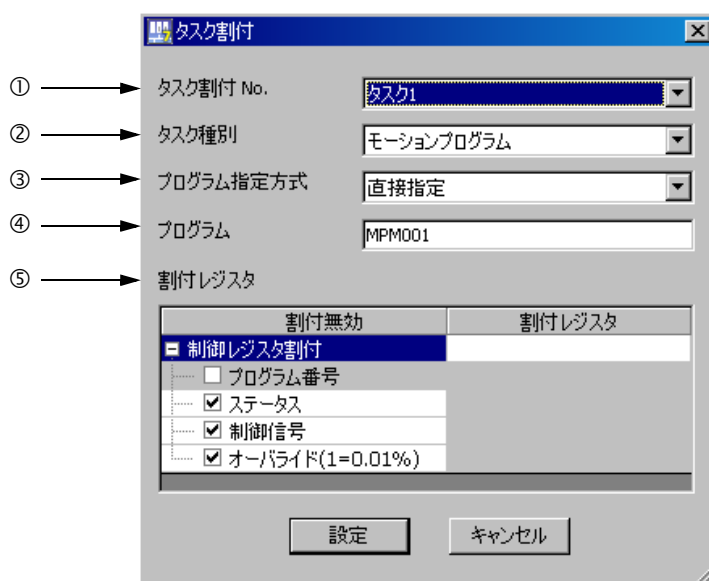 タスク割付
① タスク割付 No. タスク1
② タスク種別 モーションプログラム
③ プログラム指定方式 直接指定
④ プログラム MPM001
⑤ 割付レジスタ
割付無効 割付レジスタ
制御レジスタ割付
プログラム番号
ステータス
制御信号
オーバライド(1=0.01%)
設定 キャンセル